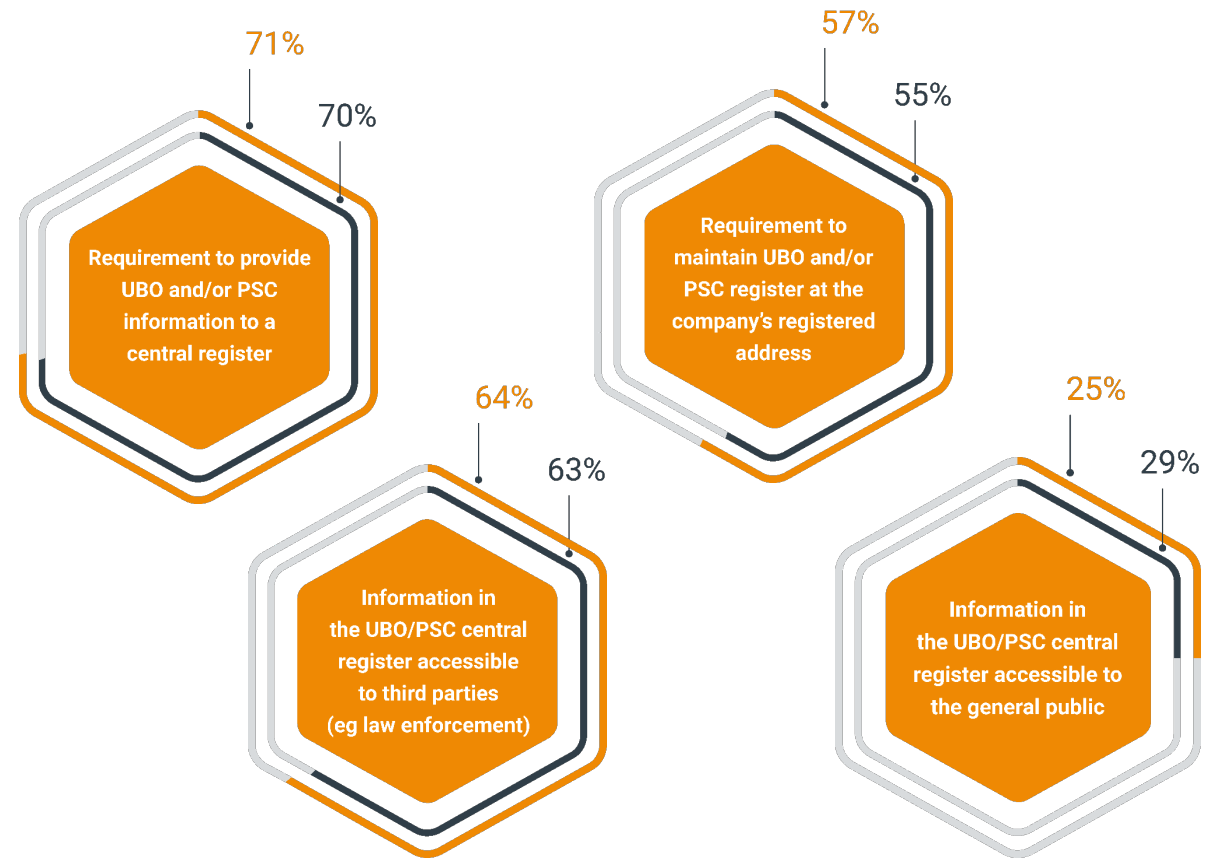 71%
70%
Requirement to provide
UBO and/or PSC
information to a
central register
57%
55%
Requirement to
maintain UBO and/or
PSC register at the
company’s registered
address
64%
63%
Information in
the UBO/PSC central
register accessible
to third parties
(eg law enforcement)
25%
29%
Information in
the UBO/PSC central
register accessible to
the general public